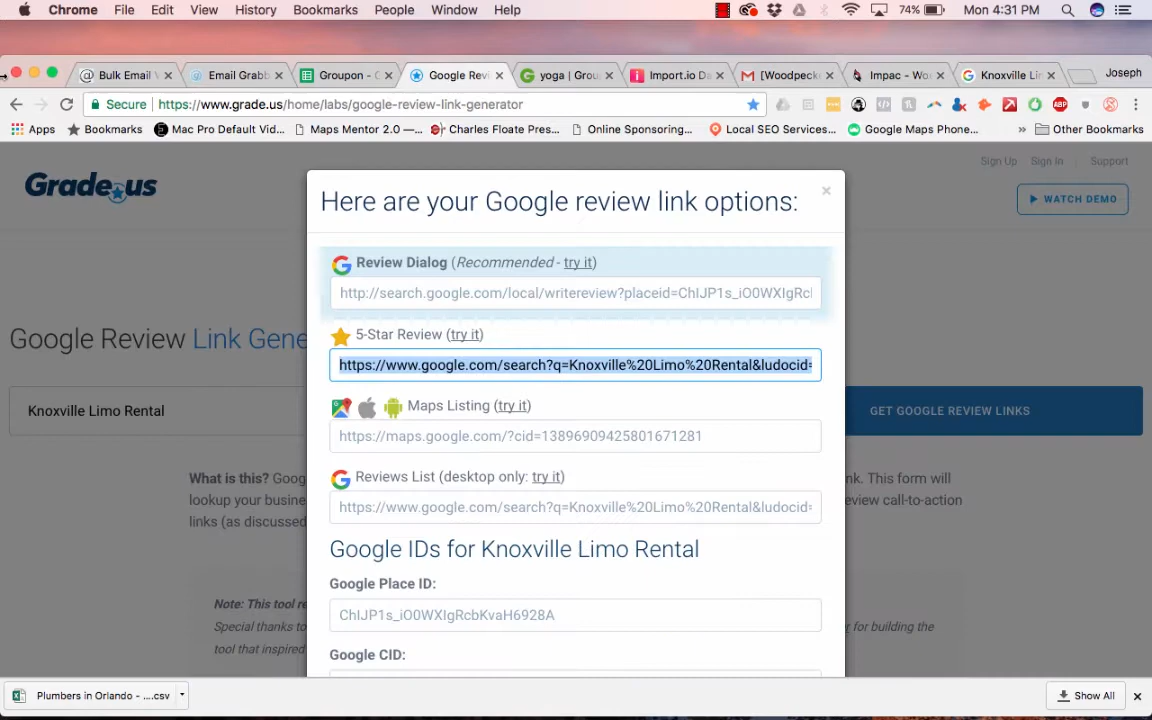 Chrome File Edit View History Bookmarks People Window Help 74% Mon 4:31 PM
@ Bulk Email V Email Grabb Groupon - G Google Revi yoga | Grou Import.io Da [Woodpeck Impac - Wo Knoxville Lim Joseph
Secure https://www.grade.us/home/labs/google-review-link-generator
Apps Bookmarks Mac Pro Default Vid... Maps Mentor 2.0 —... Charles Floate Pres... Online Sponsoring... Local SEO Services... Google Maps Phone... » Other Bookmarks
Sign Up Sign In Support
Grade.us
WATCH DEMO
Here are your Google review link options: ×
Review Dialog (Recommended - try it)
http://search.google.com/local/writereview?placeid=ChIJP1s_iO0WXIgRcl
5-Star Review (try it)
https://www.google.com/search?q=Knoxville%20Limo%20Rental&ludocid=
Google Review Link Gene
Maps Listing (try it)
Knoxville Limo Rental
GET GOOGLE REVIEW LINKS
https://maps.google.com/?cid=13896909425801671281
Reviews List (desktop only: try it)
https://www.google.com/search?q=Knoxville%20Limo%20Rental&ludocid=
What is this? Goog nk. This form will
lookup your busine eview call-to-action
links (as discussed
Google IDs for Knoxville Limo Rental
Google Place ID:
ChIJP1s_iO0WXIgRcbKvaH6928A
Note: This tool re
Special thanks to r for building the
tool that inspired
Google CID:
Plumbers in Orlando - ....csv
Show All